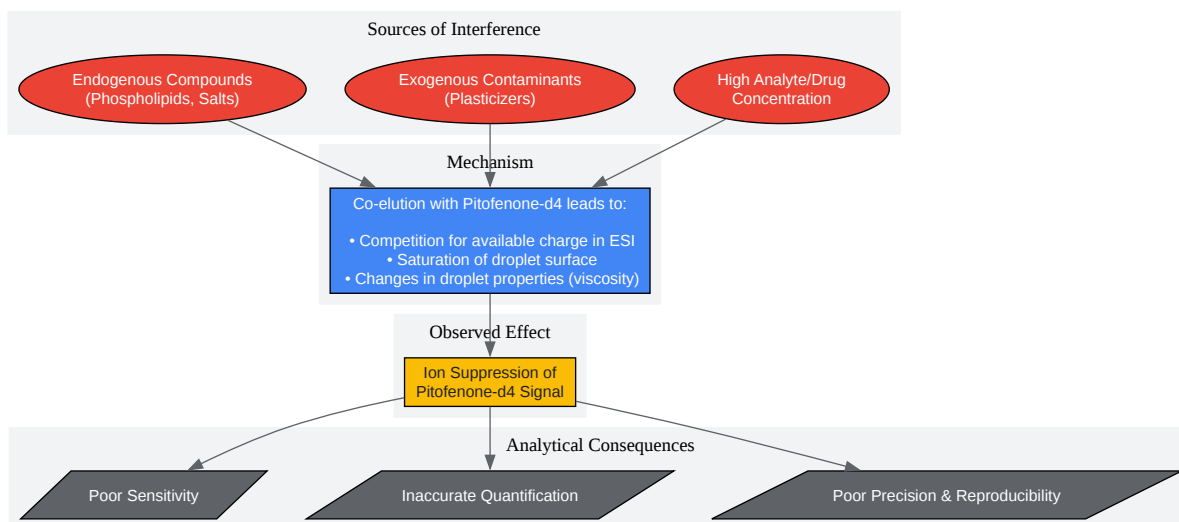 Sources of Interference
Endogenous Compounds
(Phospholipids, Salts)
Exogenous Contaminants
(Plasticizers)
High Analyte/Drug
Concentration
Mechanism
Co-elution with Pitofenone-d4 leads to:
• Competition for available charge in ESI
• Saturation of droplet surface
• Changes in droplet properties (viscosity)
Observed Effect
Ion Suppression of
Pitofenone-d4 Signal
Analytical Consequences
Poor Sensitivity
Inaccurate Quantification
Poor Precision & Reproducibility